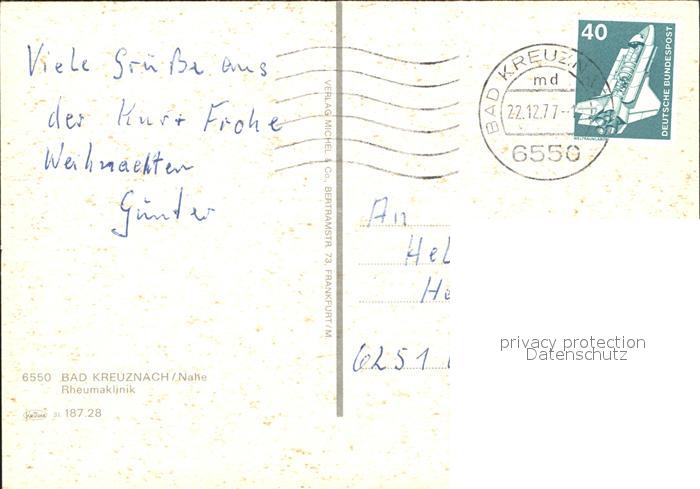 Viele Grüße aus
der Kur + Frohe
Weihnachten
Günter
VERLAG MICHEL & Co., BERTRAMSTR. 73, FRANKFURT/M
6550 BAD KREUZNACH/Nahe
Rheumaklinik
187.28
BAD KREUZN
md
22.12.77
6550
40
DEUTSCHE BUNDESPOST
An
Hel
He
6251
privacy protection
Datenschutz